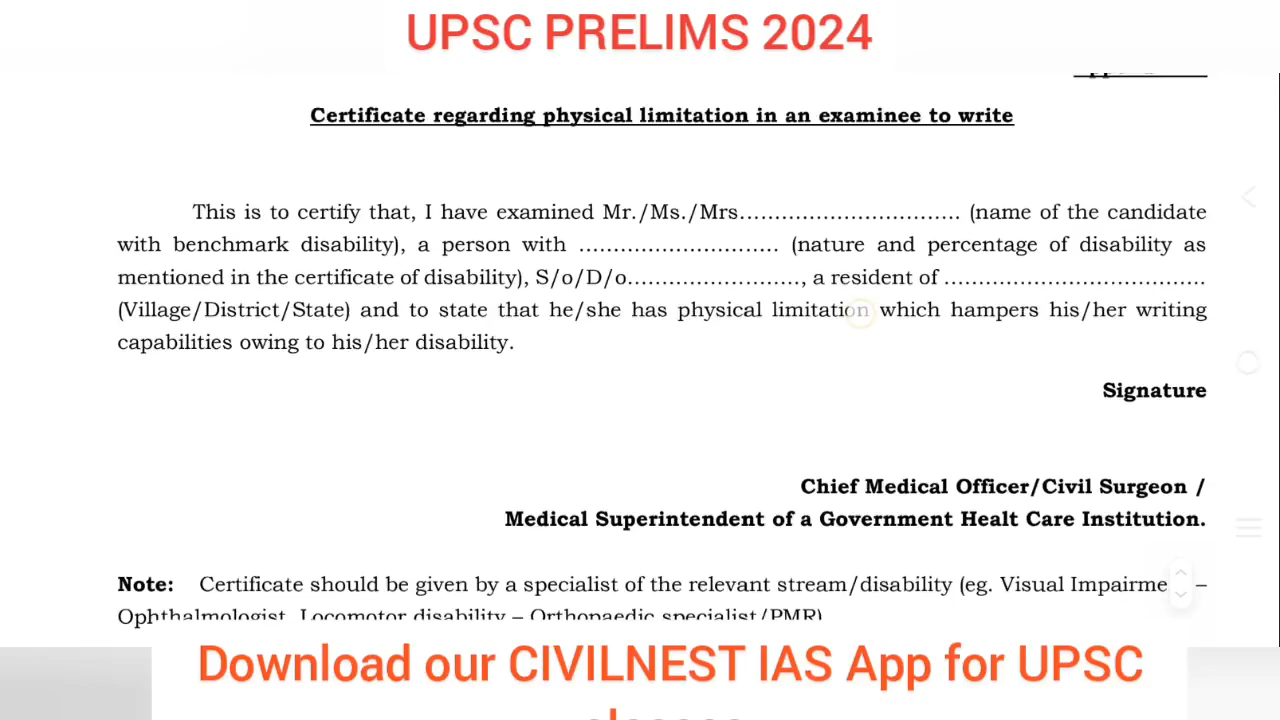 UPSC PRELIMS 2024
Certificate regarding physical limitation in an examinee to write
This is to certify that, I have examined Mr./Ms./Mrs............................... (name of the candidate
with benchmark disability), a person with ............................. (nature and percentage of disability as
mentioned in the certificate of disability), S/o/D/o........................., a resident of ......................................
(Village/District/State) and to state that he/she has physical limitation which hampers his/her writing
capabilities owing to his/her disability.
Signature
Chief Medical Officer/Civil Surgeon /
Medical Superintendent of a Government Healt Care Institution.
Note: Certificate should be given by a specialist of the relevant stream/disability (eg. Visual Impairme –
Ophthalmologist, Locomotor disability – Orthopaedic specialist/PMR)
Download our CIVILNEST IAS App for UPSC